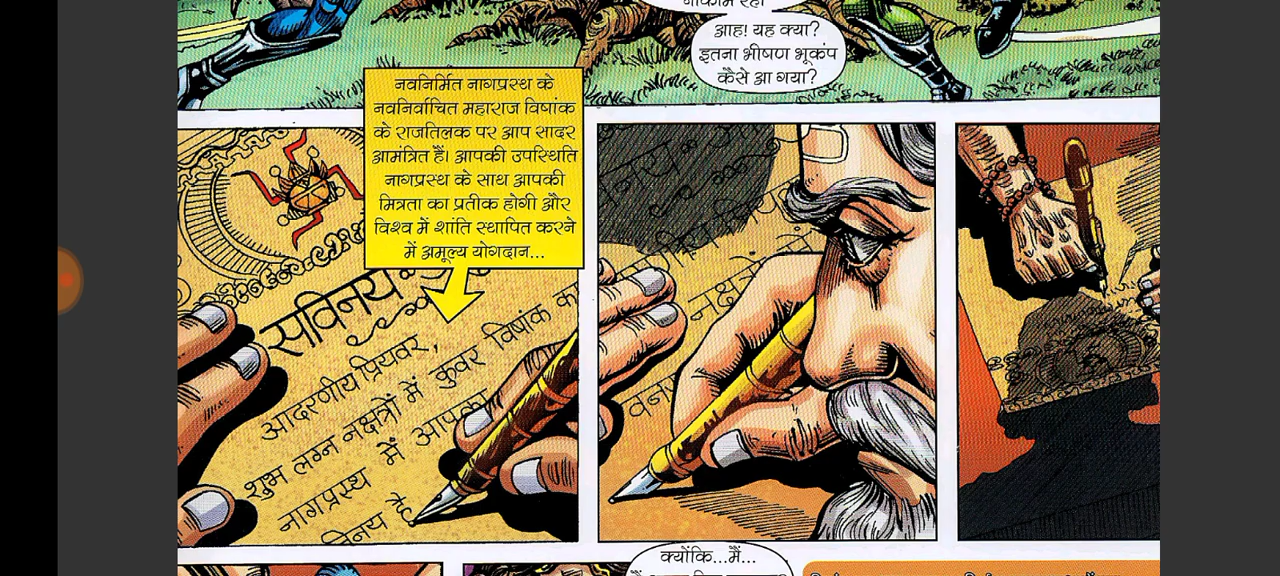 नाकाम रहा
आह! यह क्या?
इतना भीषण भूकंप
कैसे आ गया?
नवनिर्मित नागप्रस्थ के
नवनिर्वाचित महाराज विषांक
के राजतिलक पर आप सादर
आमंत्रित हैं। आपकी उपस्थिति
नागप्रस्थ के साथ आपकी
मित्रता का प्रतीक होगी और
विश्व में शांति स्थापित करने
में अमूल्य योगदान...
सविनय
आदरणीय प्रियवर,
शुभ लग्न नक्षत्रों में कुंवर विषांक का
नागप्रस्थ में आपका
विनय है
क्योंकि...मैं...